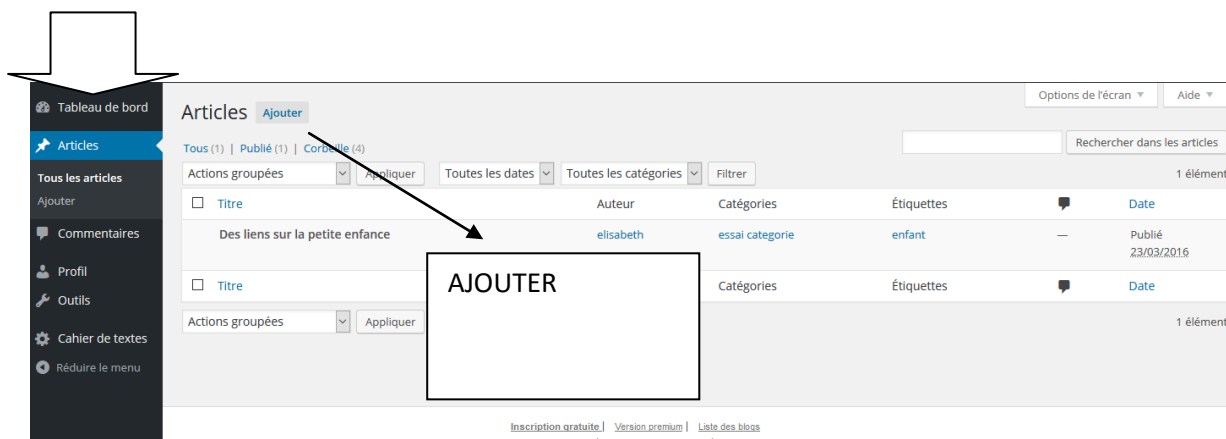 Tableau de bord
Articles
Tous les articles
Ajouter
Commentaires
Profil
Outils
Cahier de textes
Réduire le menu
Options de l'écran
Aide
Articles Ajouter
Tous (1) | Publié (1) | Corbeille (4)
Rechercher dans les articles
Actions groupées Appliquer Toutes les dates Toutes les catégories Filtrer 1 élément
Titre Auteur Catégories Étiquettes Date
Des liens sur la petite enfance elisabeth essai categorie enfant — Publié
23/03/2016
Titre Catégories Étiquettes Date
AJOUTER
Actions groupées Appliquer 1 élément
Inscription gratuite | Version premium | Liste des blogs